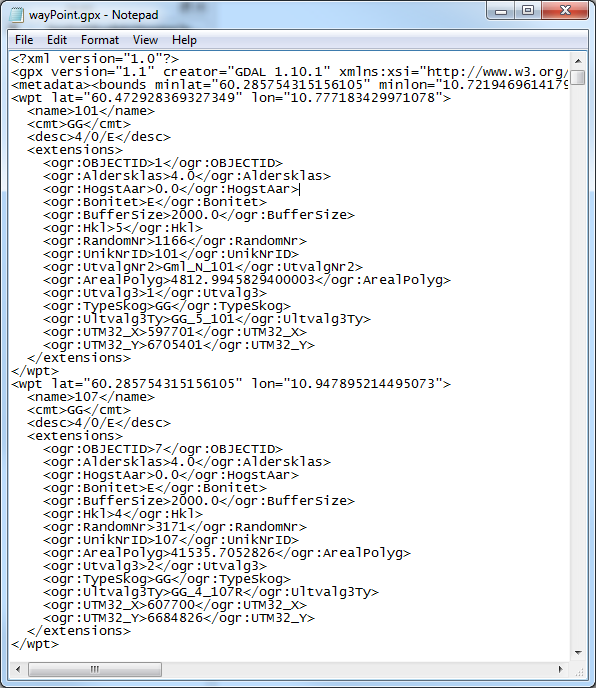 wayPoint.gpx - Notepad
File Edit Format View Help
<?xml version="1.0"?>
<gpx version="1.1" creator="GDAL 1.10.1" xmlns:xsi="http://www.w3.org/
<metadata><bounds minlat="60.285754315156105" minlon="10.7219469614179
<wpt lat="60.472928369327349" lon="10.777183429971078">
  <name>101</name>
  <cmt>GG</cmt>
  <desc>4/0/E</desc>
  <extensions>
    <ogr:OBJECTID>1</ogr:OBJECTID>
    <ogr:Aldersklas>4.0</ogr:Aldersklas>
    <ogr:HogstAar>0.0</ogr:HogstAar>
    <ogr:Bonitet>E</ogr:Bonitet>
    <ogr:BufferSize>2000.0</ogr:BufferSize>
    <ogr:Hkl>5</ogr:Hkl>
    <ogr:RandomNr>1166</ogr:RandomNr>
    <ogr:UnikNrID>101</ogr:UnikNrID>
    <ogr:UtvalgNr2>Gml_N_101</ogr:UtvalgNr2>
    <ogr:ArealPolyg>4812.9945829400003</ogr:ArealPolyg>
    <ogr:Utvalg3>1</ogr:Utvalg3>
    <ogr:TypeSkog>GG</ogr:TypeSkog>
    <ogr:Ultvalg3Ty>GG_5_101</ogr:Ultvalg3Ty>
    <ogr:UTM32_X>597701</ogr:UTM32_X>
    <ogr:UTM32_Y>6705401</ogr:UTM32_Y>
  </extensions>
</wpt>
<wpt lat="60.285754315156105" lon="10.947895214495073">
  <name>107</name>
  <cmt>GG</cmt>
  <desc>4/0/E</desc>
  <extensions>
    <ogr:OBJECTID>7</ogr:OBJECTID>
    <ogr:Aldersklas>4.0</ogr:Aldersklas>
    <ogr:HogstAar>0.0</ogr:HogstAar>
    <ogr:Bonitet>E</ogr:Bonitet>
    <ogr:BufferSize>2000.0</ogr:BufferSize>
    <ogr:Hkl>4</ogr:Hkl>
    <ogr:RandomNr>3171</ogr:RandomNr>
    <ogr:UnikNrID>107</ogr:UnikNrID>
    <ogr:ArealPolyg>41535.7052826</ogr:ArealPolyg>
    <ogr:Utvalg3>2</ogr:Utvalg3>
    <ogr:TypeSkog>GG</ogr:TypeSkog>
    <ogr:Ultvalg3Ty>GG_4_107R</ogr:Ultvalg3Ty>
    <ogr:UTM32_X>607700</ogr:UTM32_X>
    <ogr:UTM32_Y>6684826</ogr:UTM32_Y>
  </extensions>
</wpt>